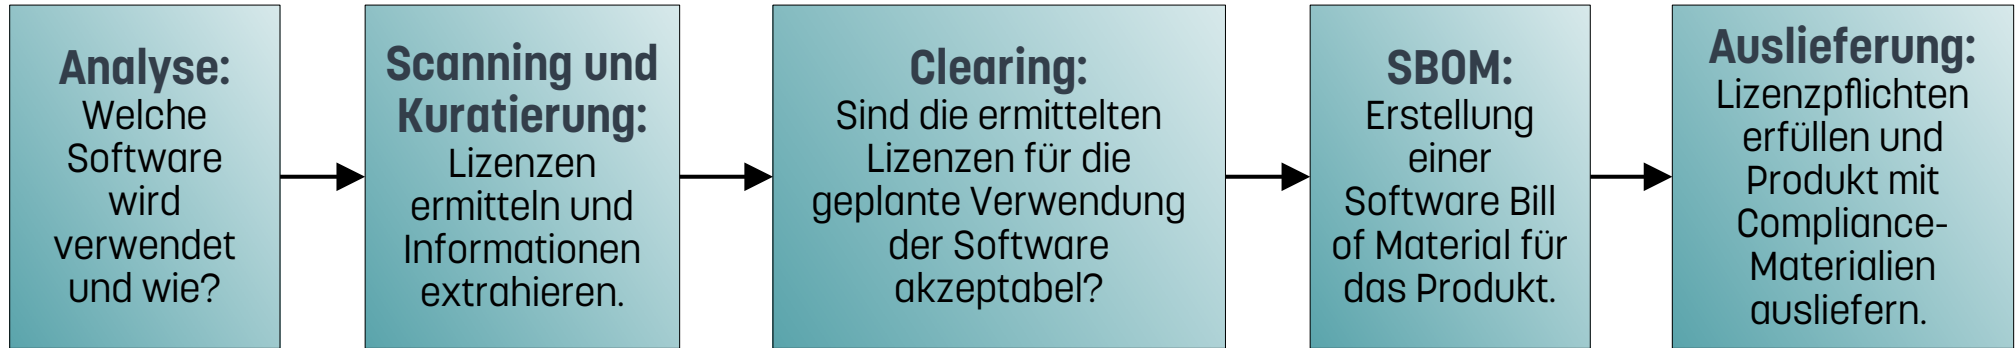 Analyse:
Welche
Software
wird
verwendet
und wie?
Scanning und
Kuratierung:
Lizenzen
ermitteln und
Informationen
extrahieren.
Clearing:
Sind die ermittelten
Lizenzen für die
geplante Verwendung
der Software
akzeptabel?
SBOM:
Erstellung
einer
Software Bill
of Material für
das Produkt.
Auslieferung:
Lizenzpflichten
erfüllen und
Produkt mit
Compliance-
Materialien
ausliefern.